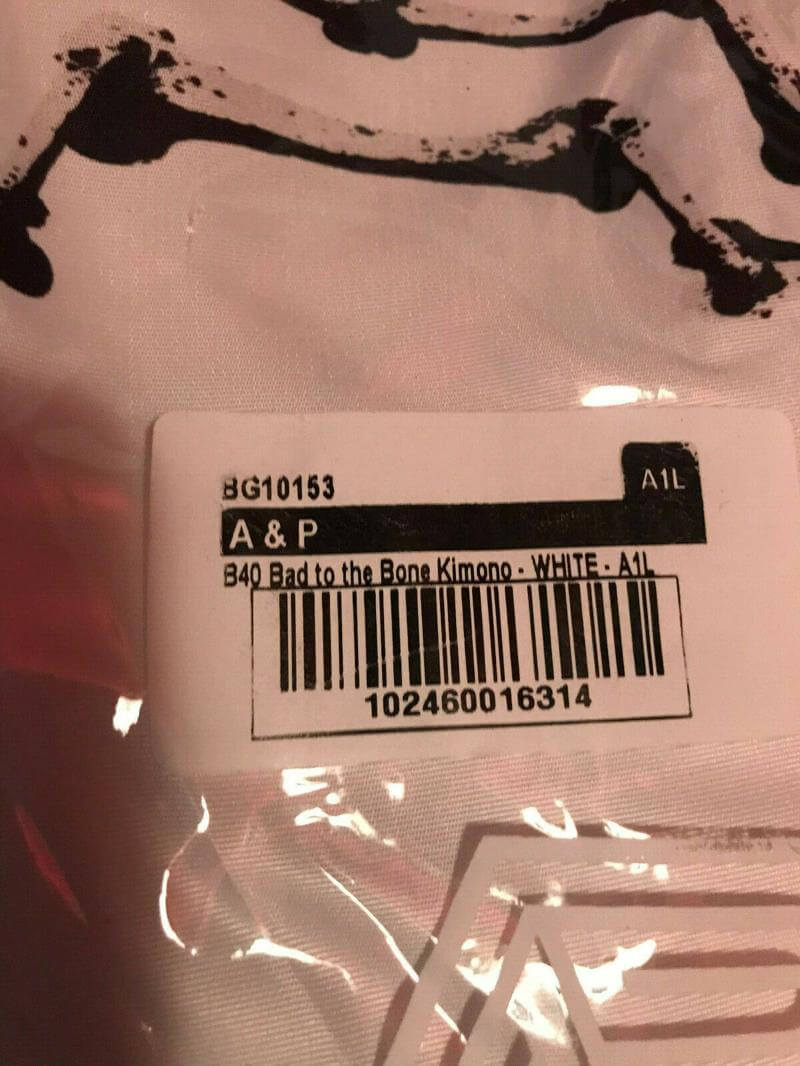 BG10153
A1L
A & P
B40 Bad to the Bone Kimono - WHITE - A1L
102460016314